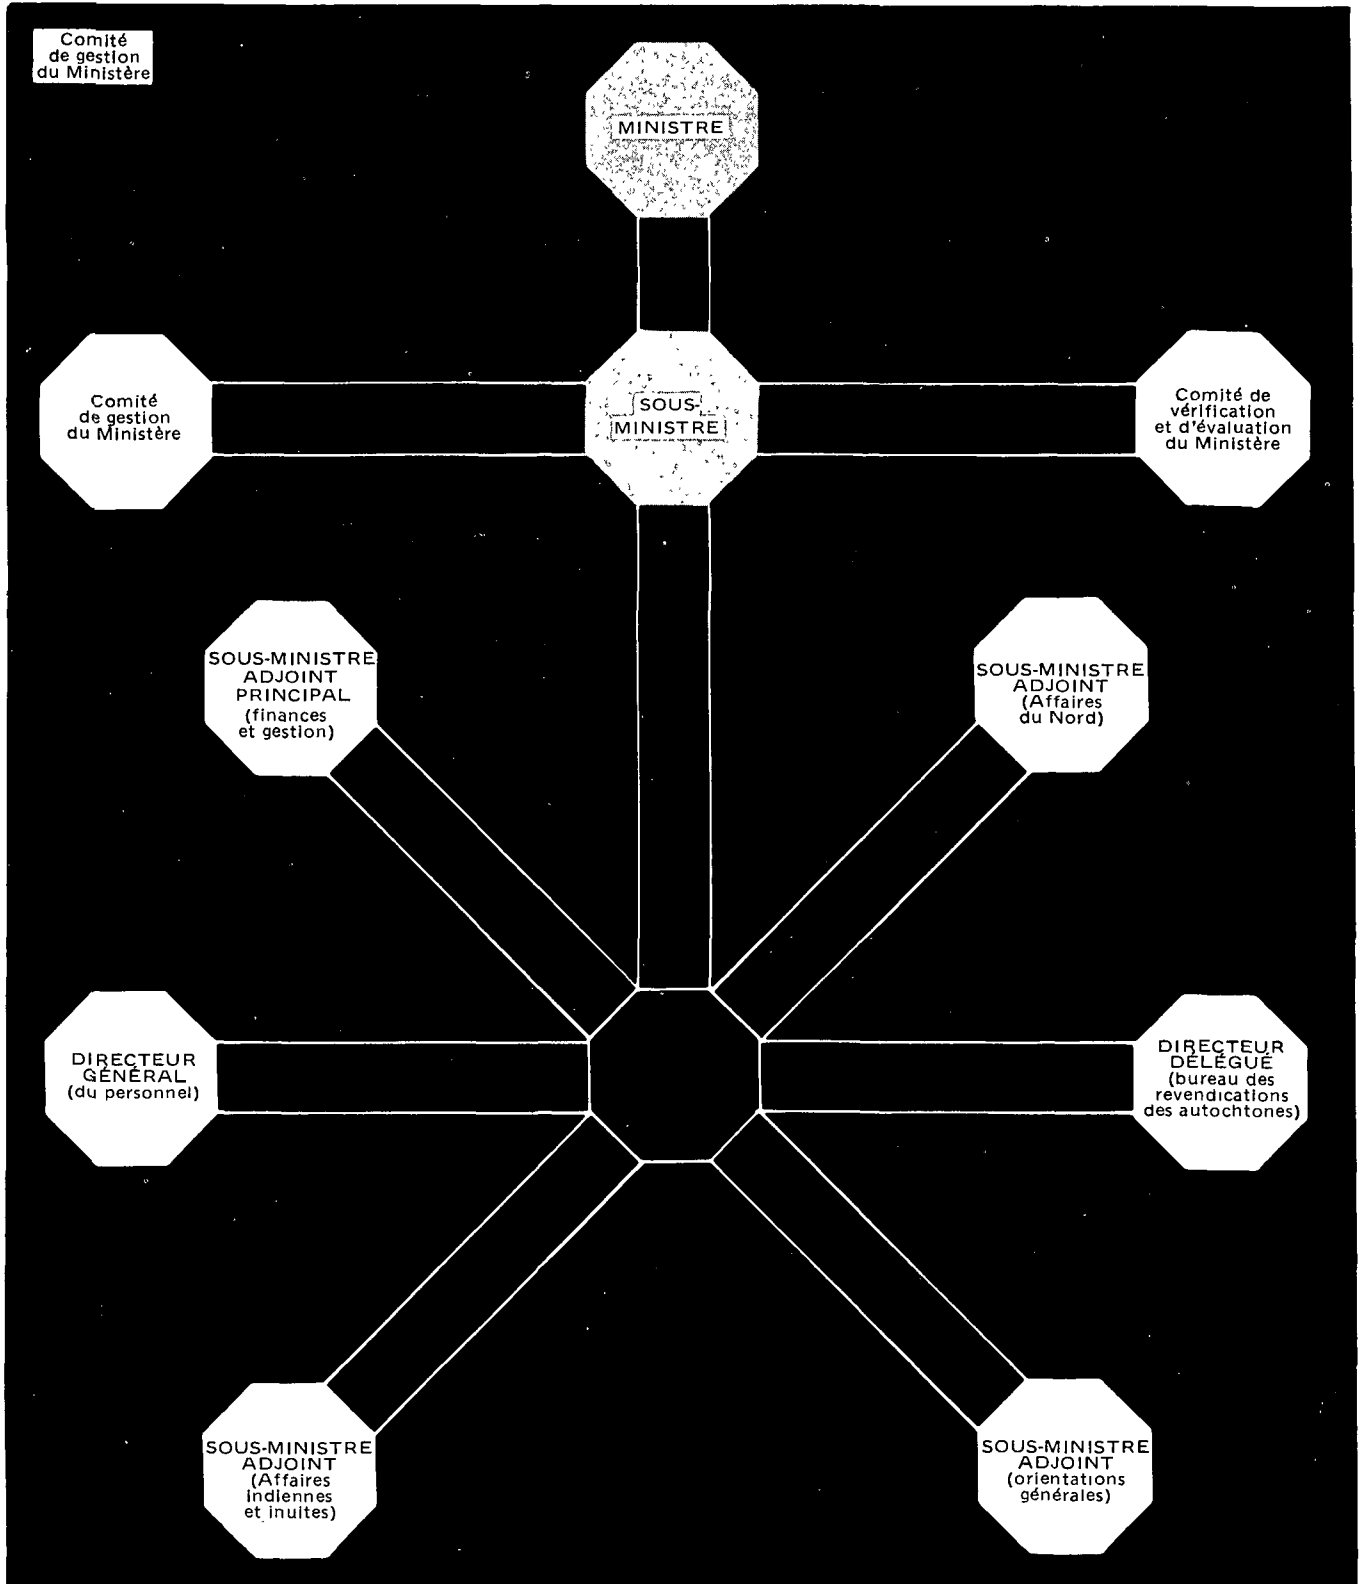 Comité
de gestion
du Ministère
MINISTRE
Comité
de gestion
du Ministère
SOUS-
MINISTRE
Comité de
vérification
et d'évaluation
du Ministère
SOUS-MINISTRE
ADJOINT
PRINCIPAL
(finances
et gestion)
SOUS-MINISTRE
ADJOINT
(Affaires
du Nord)
DIRECTEUR
GÉNÉRAL
(du personnel)
DIRECTEUR
DÉLÉGUÉ
(bureau des
revendications
des autochtones)
SOUS-MINISTRE
ADJOINT
(Affaires
indiennes
et inuites)
SOUS-MINISTRE
ADJOINT
(orientations
générales)